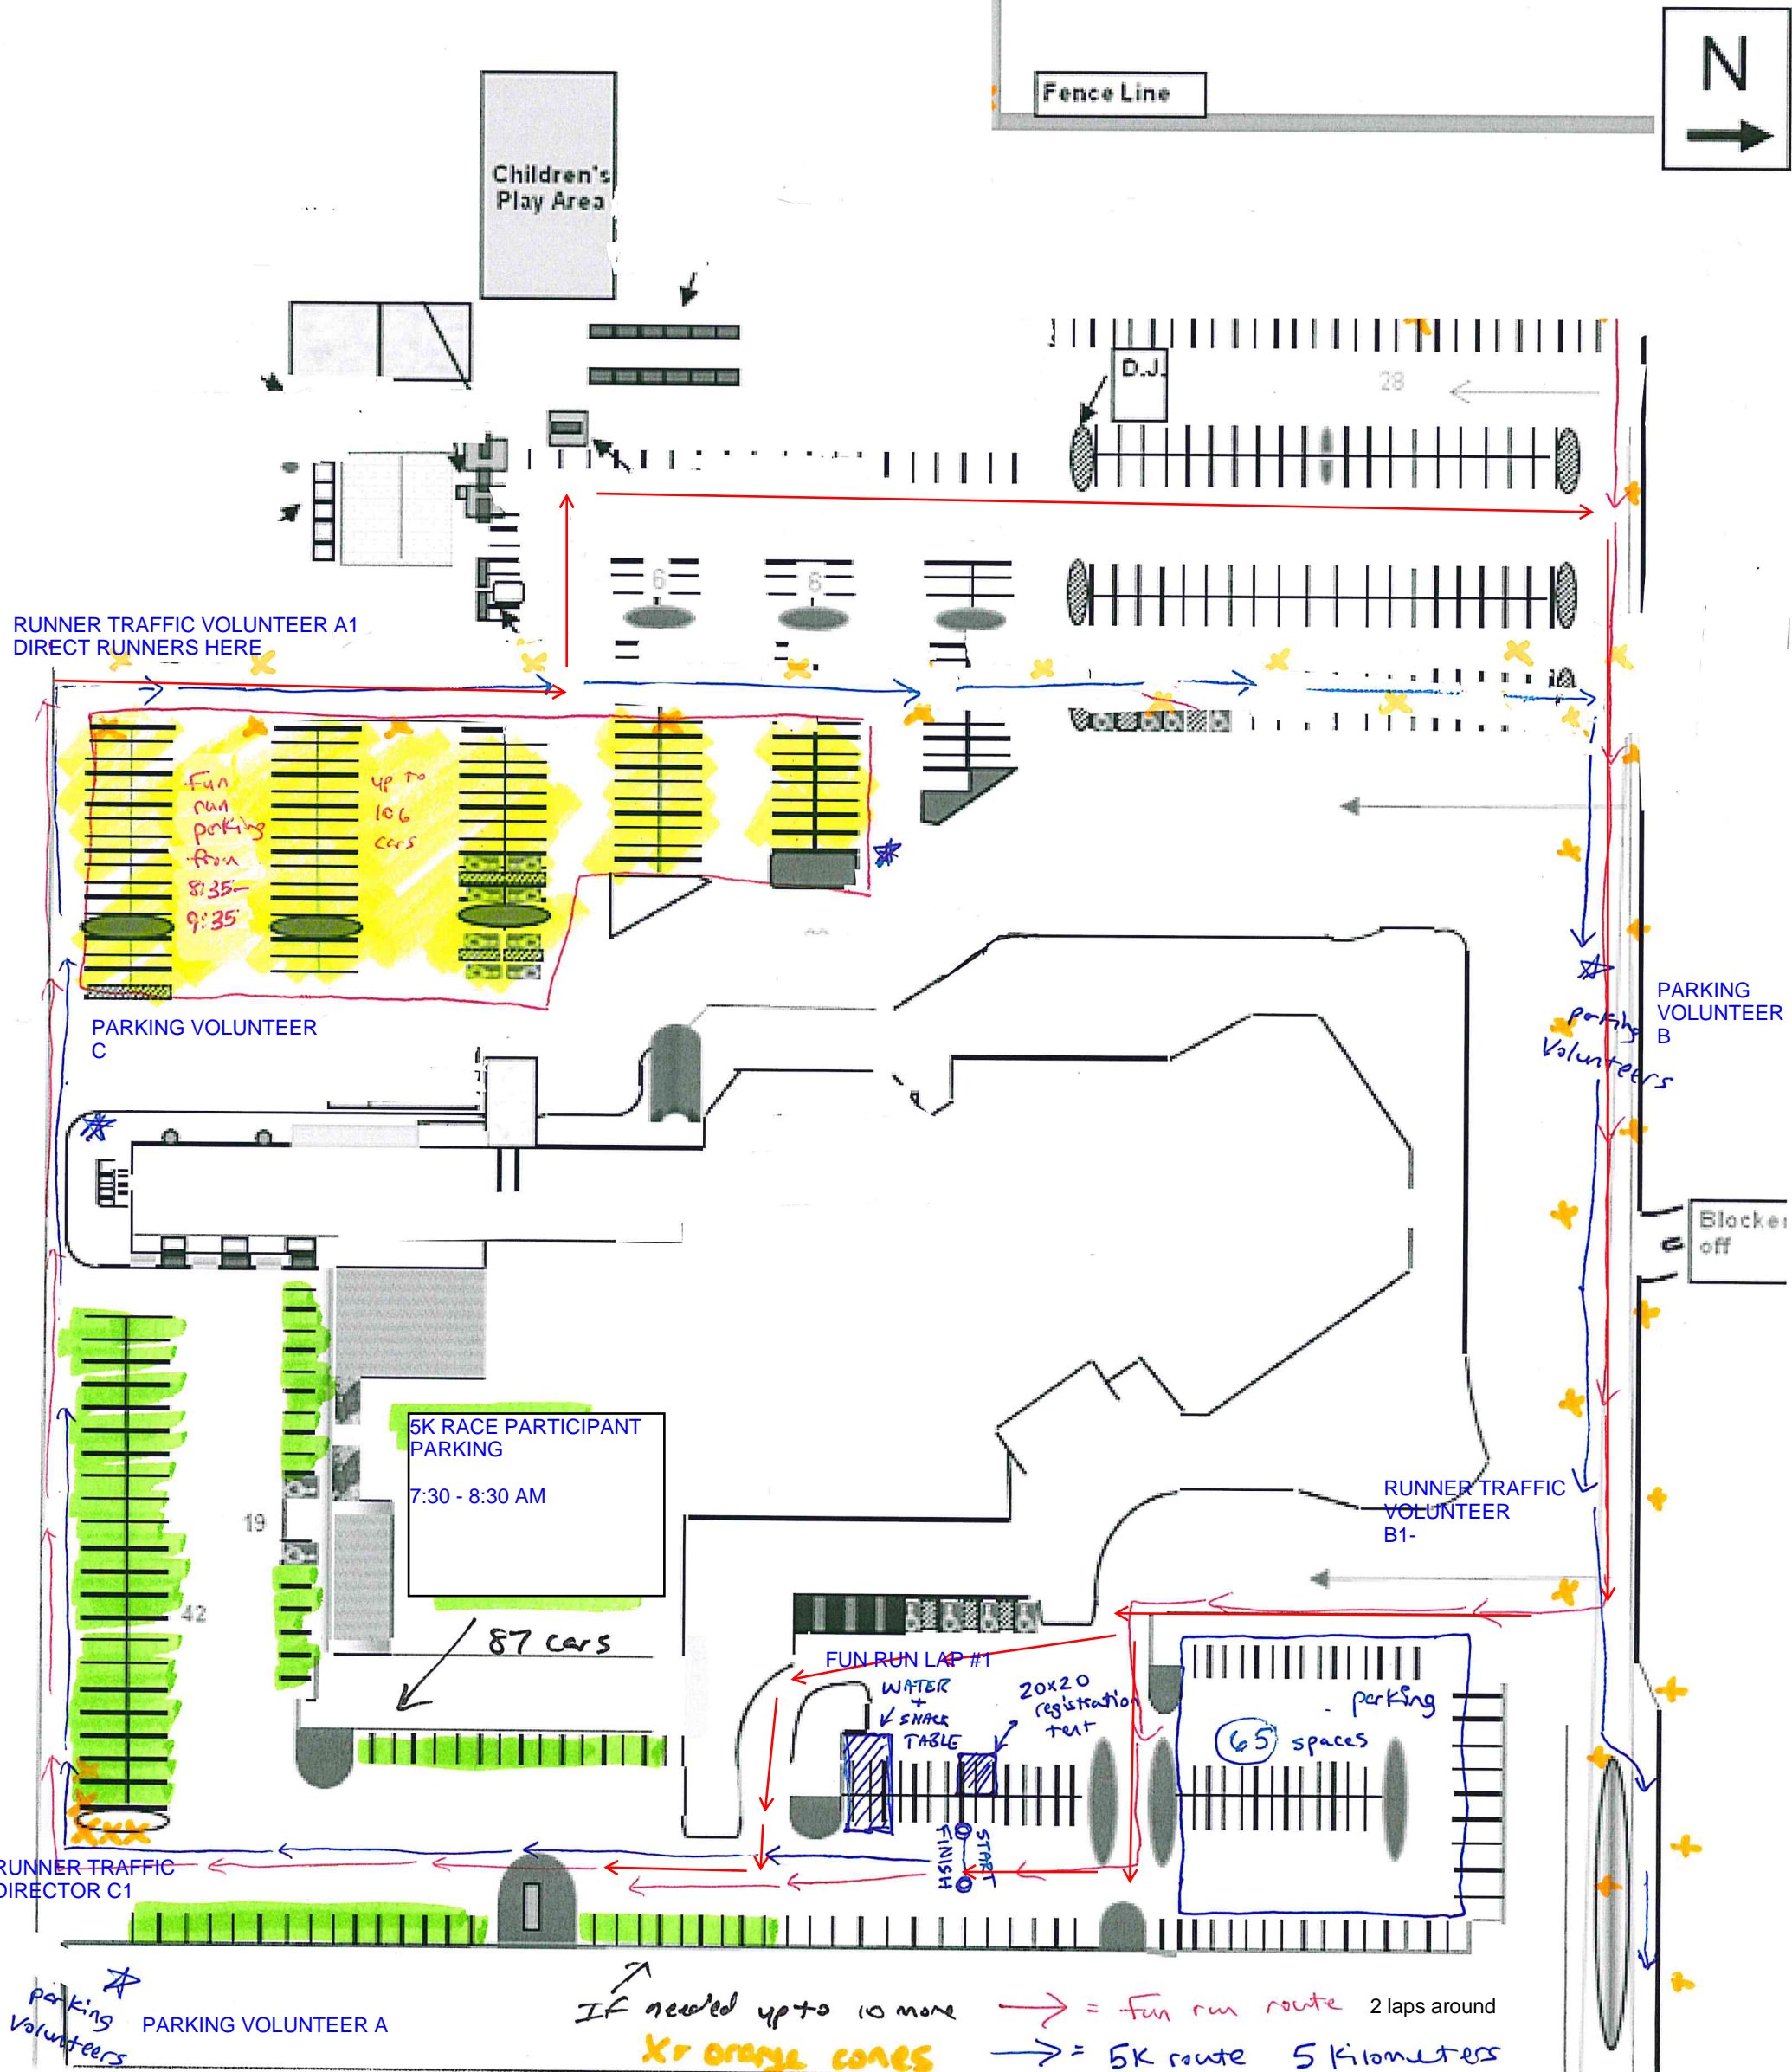 N
Fence Line
Children's
Play Area
D.J.
28
6
6
RUNNER TRAFFIC VOLUNTEER A1
DIRECT RUNNERS HERE
Fun
run
parking
from
8:35-
9:35
up to
106
cars
PARKING VOLUNTEER
C
PARKING
VOLUNTEER
B
parking
Volunteers
Blocked
off
5K RACE PARTICIPANT
PARKING
7:30 - 8:30 AM
19
42
87 cars
RUNNER TRAFFIC
VOLUNTEER
B1-
FUN RUN LAP #1
WATER
+
SNACK
TABLE
20x20
registration
tent
parking
65 spaces
FINISH
START
RUNNER TRAFFIC
DIRECTOR C1
parking
Volunteers
PARKING VOLUNTEER A
If needed up to 10 more
= fun run route 2 laps around
X= orange cones
= 5K route 5 Kilometers